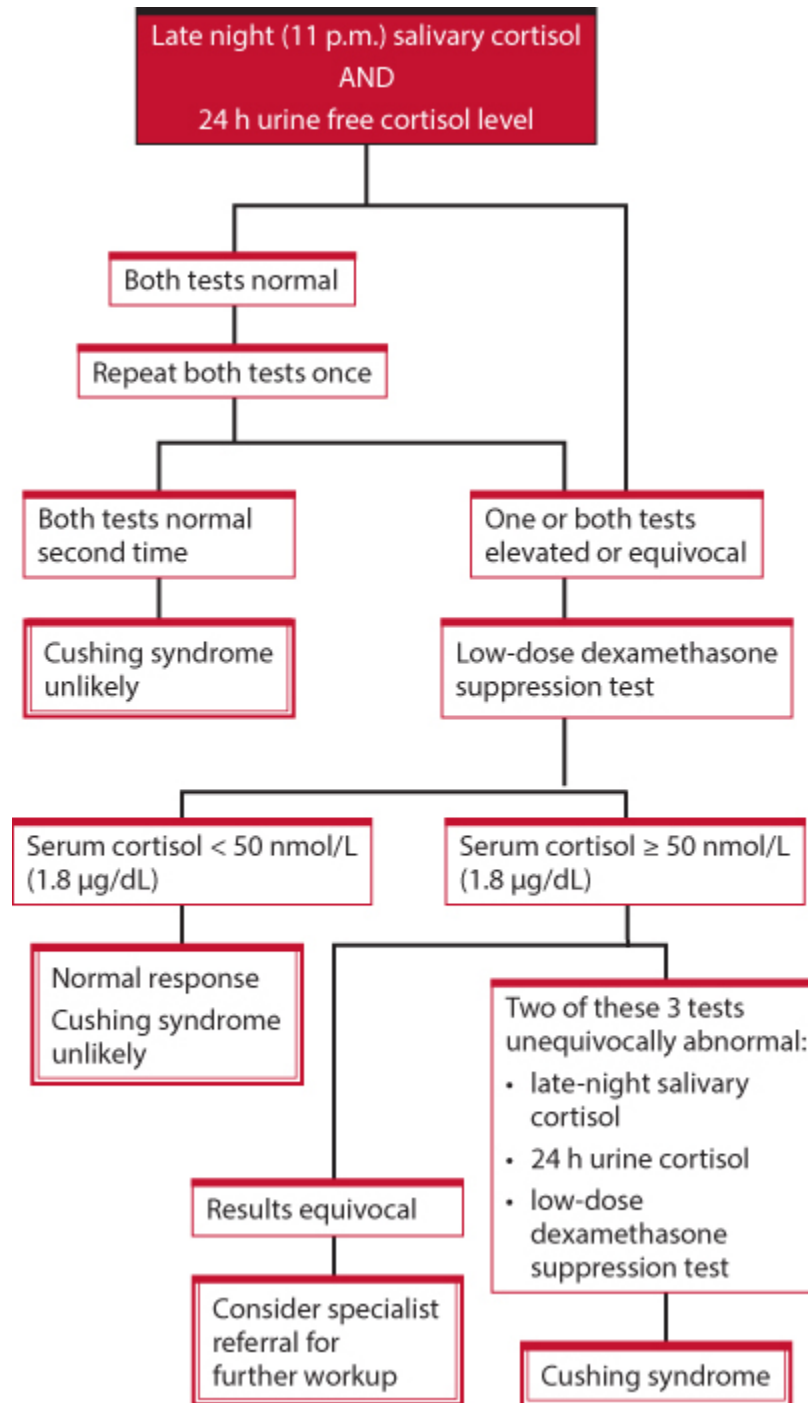 Late night (11 p.m.) salivary cortisol
AND
24 h urine free cortisol level
Both tests normal
Repeat both tests once
Both tests normal
second time
One or both tests
elevated or equivocal
Cushing syndrome
unlikely
Low-dose dexamethasone
suppression test
Serum cortisol < 50 nmol/L
(1.8 µg/dL)
Serum cortisol ≥ 50 nmol/L
(1.8 µg/dL)
Normal response
Cushing syndrome
unlikely
Two of these 3 tests
unequivocally abnormal:
• late-night salivary
cortisol
• 24 h urine cortisol
• low-dose
dexamethasone
suppression test
Results equivocal
Consider specialist
referral for
further workup
Cushing syndrome